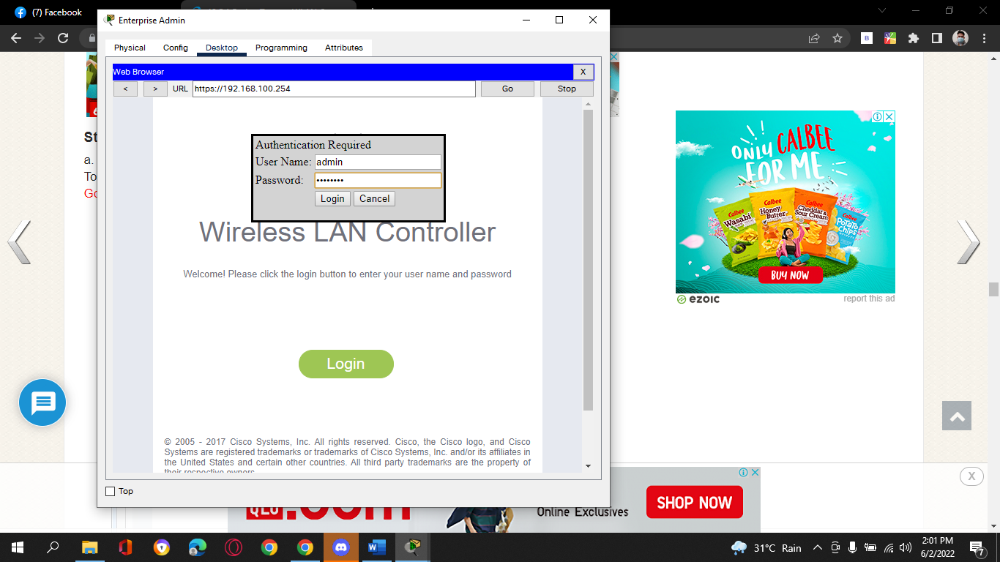 (7) Facebook
Enterprise Admin
Physical Config Desktop Programming Attributes
Web Browser X
< > URL https://192.168.100.254 Go Stop
Authentication Required
User Name: admin
Password: ••••••••
Login Cancel
Wireless LAN Controller
Welcome! Please click the login button to enter your user name and password
Login
© 2005 - 2017 Cisco Systems, Inc. All rights reserved. Cisco, the Cisco logo, and Cisco
Systems are registered trademarks or trademarks of Cisco Systems, Inc. and/or its affiliates in
the United States and certain other countries. All third party trademarks are the property of
their respective owners.
Top
St
a.
To
Go
ONLY CALBEE
FOR ME
Calbee
Wasabi
Calbee
Honey
Butter
Calbee
Cheddar &
Sour Cream
Calbee
Potato
Chips
BUY NOW
ezoic
report this ad
X
.com
Online Exclusives
SHOP NOW
31°C Rain
2:01 PM
6/2/2022
7